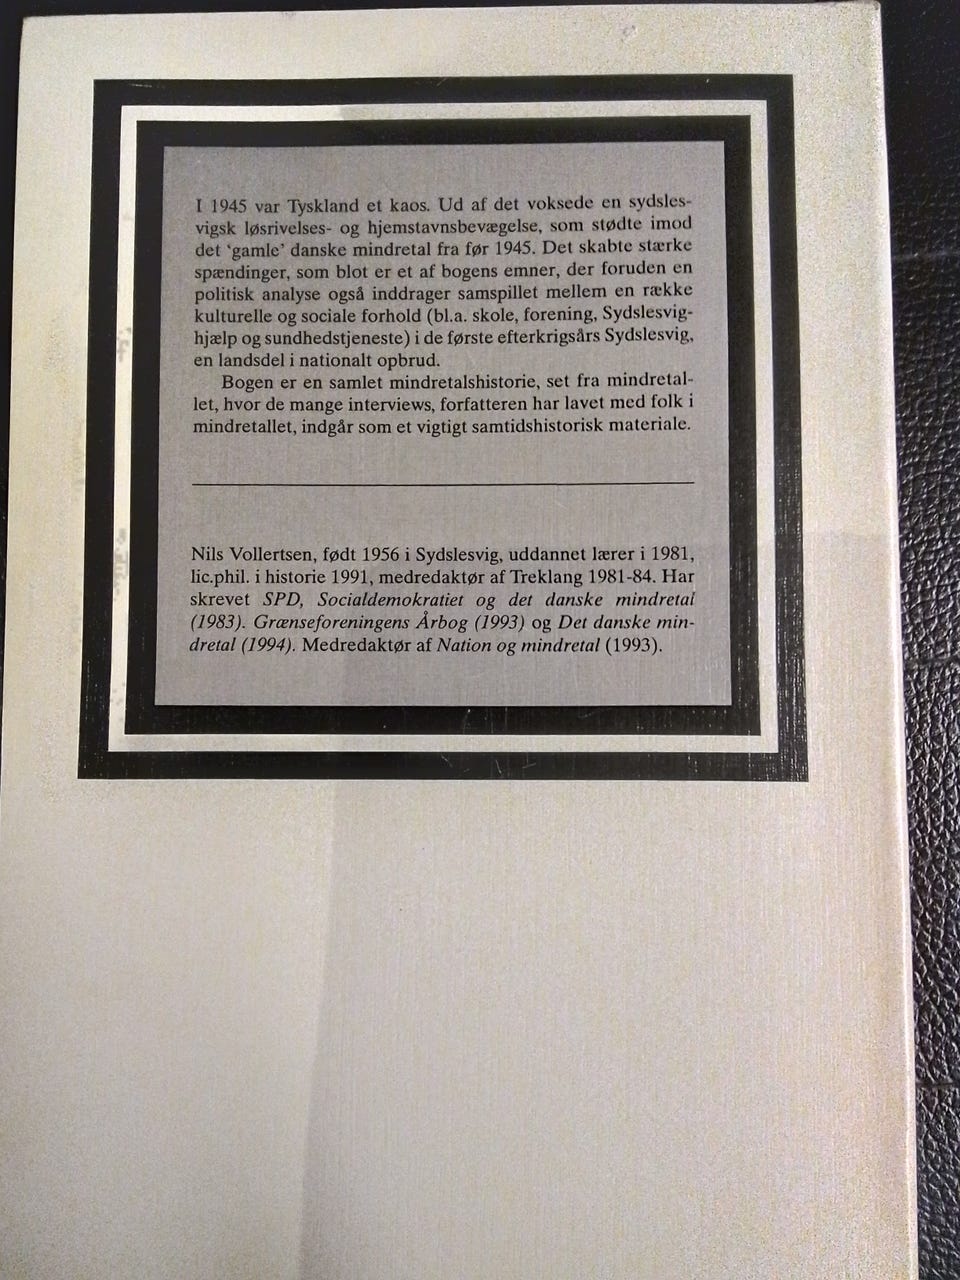 I 1945 var Tyskland et kaos. Ud af det voksede en sydsles-
vigsk løsrivelses- og hjemstavnsbevægelse, som stødte imod
det ‘gamle’ danske mindretal fra før 1945. Det skabte stærke
spændinger, som blot er et af bogens emner, der foruden en
politisk analyse også inddrager samspillet mellem en række
kulturelle og sociale forhold (bl.a. skole, forening, Sydslesvig-
hjælp og sundhedstjeneste) i de første efterkrigsårs Sydslesvig,
en landsdel i nationalt opbrud.
Bogen er en samlet mindretalshistorie, set fra mindretal-
let, hvor de mange interviews, forfatteren har lavet med folk i
mindretallet, indgår som et vigtigt samtidshistorisk materiale.
Nils Vollertsen, født 1956 i Sydslesvig, uddannet lærer i 1981,
lic.phil. i historie 1991, medredaktør af Treklang 1981-84. Har
skrevet SPD, Socialdemokratiet og det danske mindretal
(1983). Grænseforeningens Årbog (1993) og Det danske min-
dretal (1994). Medredaktør af Nation og mindretal (1993).